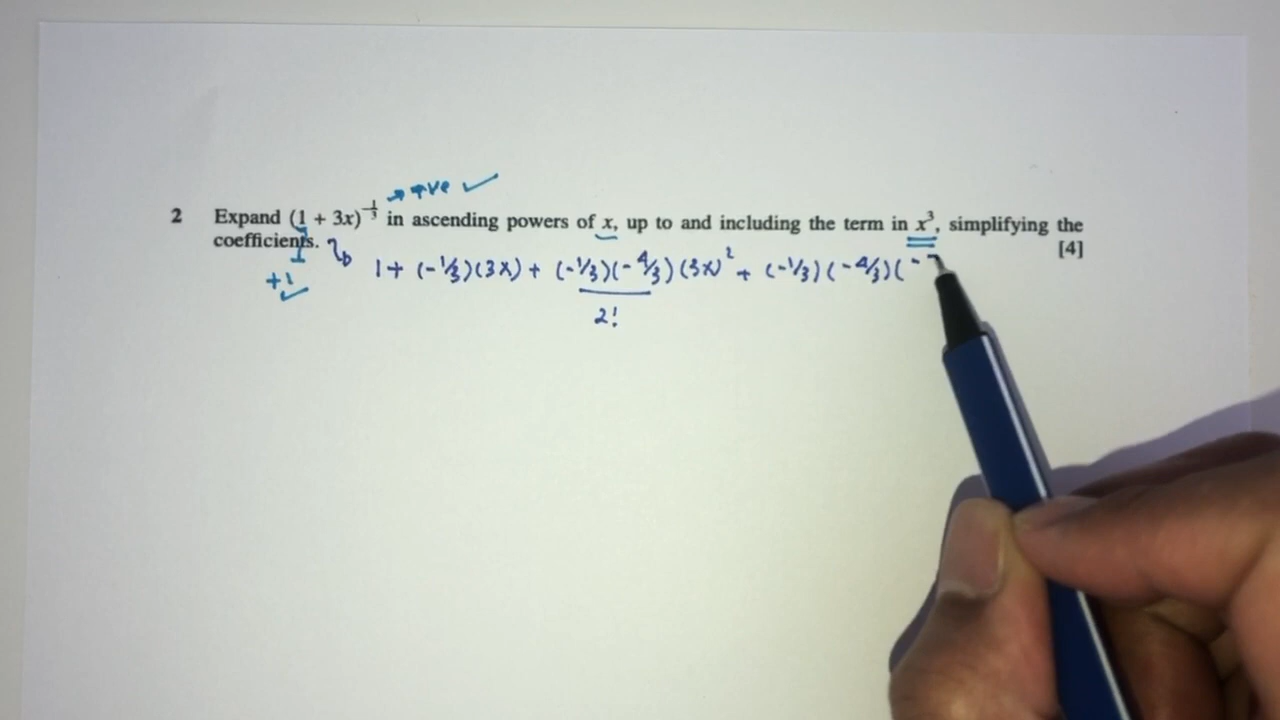 → +ve ✓
2 Expand (1 + 3x)^{-1/3} in ascending powers of x, up to and including the term in x³, simplifying the
coefficients. [4]
1 + (-1/3)(3x) + (-1/3)(-4/3)(3x)² + (-1/3)(-4/3)(-7
+1 ✓
2!